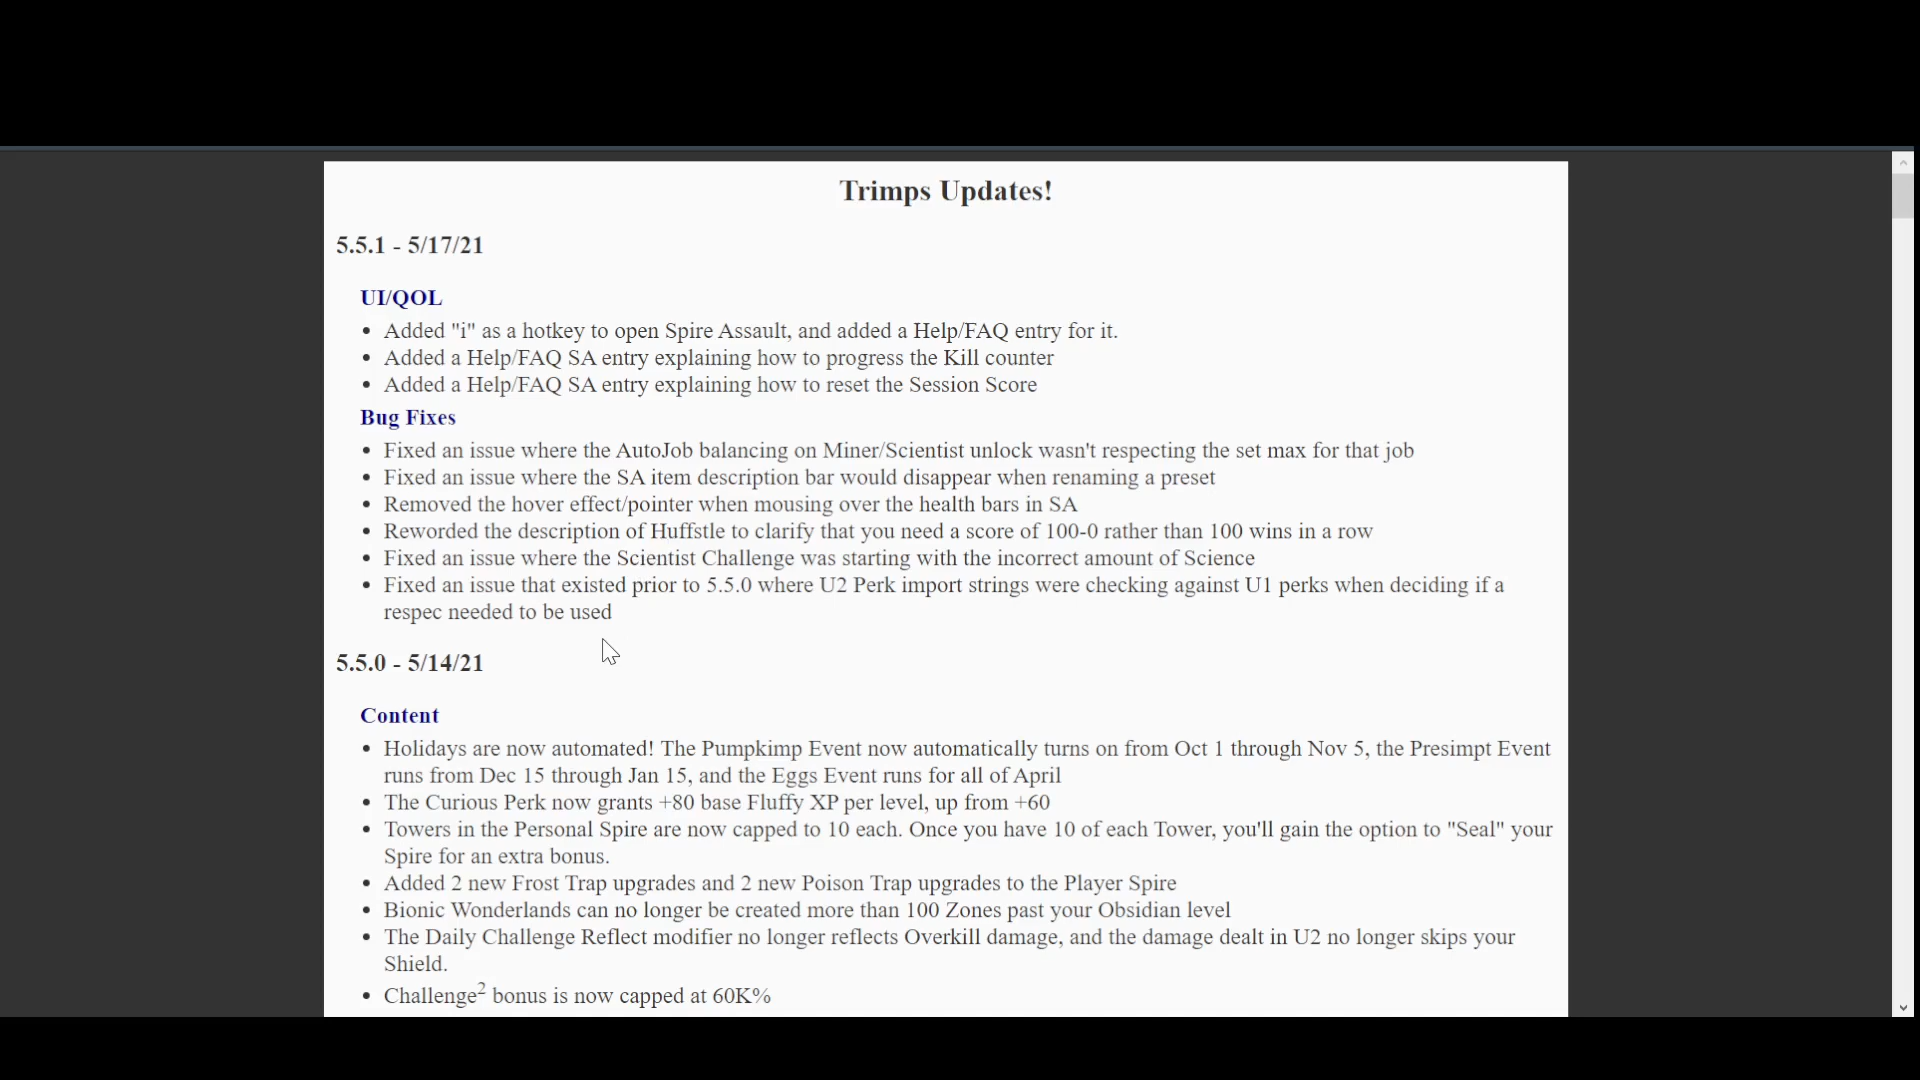 Trimps Updates!
5.5.1 - 5/17/21
UI/QOL
• Added "i" as a hotkey to open Spire Assault, and added a Help/FAQ entry for it.
• Added a Help/FAQ SA entry explaining how to progress the Kill counter
• Added a Help/FAQ SA entry explaining how to reset the Session Score
Bug Fixes
• Fixed an issue where the AutoJob balancing on Miner/Scientist unlock wasn't respecting the set max for that job
• Fixed an issue where the SA item description bar would disappear when renaming a preset
• Removed the hover effect/pointer when mousing over the health bars in SA
• Reworded the description of Huffstle to clarify that you need a score of 100-0 rather than 100 wins in a row
• Fixed an issue where the Scientist Challenge was starting with the incorrect amount of Science
• Fixed an issue that existed prior to 5.5.0 where U2 Perk import strings were checking against U1 perks when deciding if a
respec needed to be used
5.5.0 - 5/14/21
Content
• Holidays are now automated! The Pumpkimp Event now automatically turns on from Oct 1 through Nov 5, the Presimpt Event
runs from Dec 15 through Jan 15, and the Eggs Event runs for all of April
• The Curious Perk now grants +80 base Fluffy XP per level, up from +60
• Towers in the Personal Spire are now capped to 10 each. Once you have 10 of each Tower, you'll gain the option to "Seal" your
Spire for an extra bonus.
• Added 2 new Frost Trap upgrades and 2 new Poison Trap upgrades to the Player Spire
• Bionic Wonderlands can no longer be created more than 100 Zones past your Obsidian level
• The Daily Challenge Reflect modifier no longer reflects Overkill damage, and the damage dealt in U2 no longer skips your
Shield.
• Challenge² bonus is now capped at 60K%